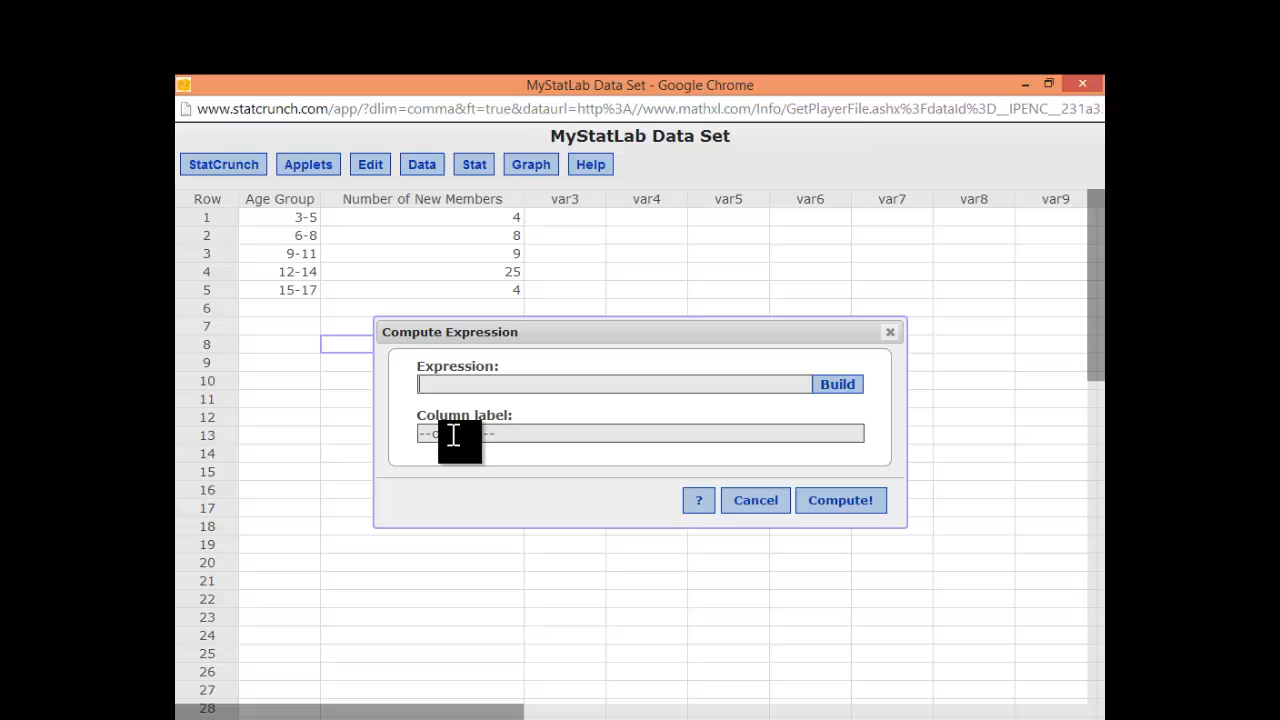 MyStatLab Data Set - Google Chrome
www.statcrunch.com/app/?dlim=comma&ft=true&dataurl=http%3A//www.mathxl.com/Info/GetPlayerFile.ashx%3FdataId%3D__IPENC__231a3
MyStatLab Data Set
StatCrunch Applets Edit Data Stat Graph Help
Row Age Group Number of New Members var3 var4 var5 var6 var7 var8 var9
1 3-5 4
2 6-8 8
3 9-11 9
4 12-14 25
5 15-17 4
6
7
Compute Expression
8
9
Expression:
10
Build
11
Column label:
12
13
14
15
16
? Cancel Compute!
17
18
19
20
21
22
23
24
25
26
27
28